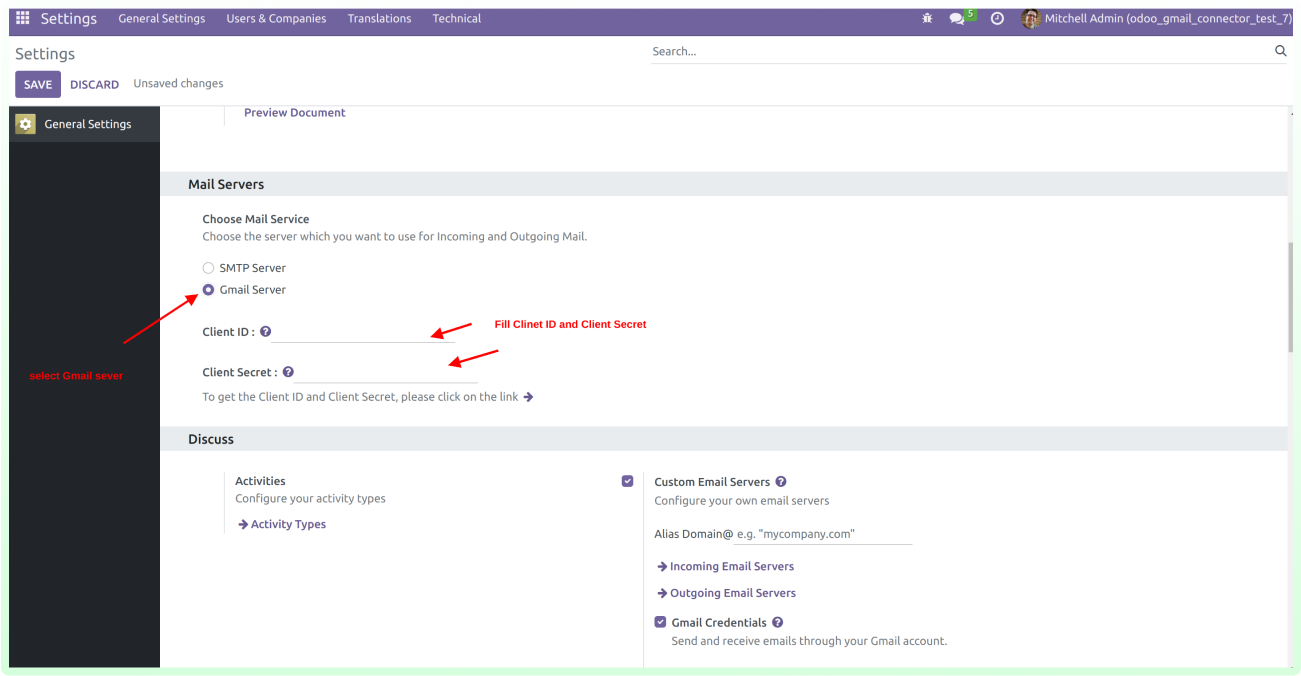 Settings General Settings Users & Companies Translations Technical 5 Mitchell Admin (odoo_gmail_connector_test_7)
Settings Search...
SAVE DISCARD Unsaved changes
General Settings
Preview Document
Mail Servers
Choose Mail Service
Choose the server which you want to use for Incoming and Outgoing Mail.
SMTP Server
Gmail Server
Client ID : ?
Fill Clinet ID and Client Secret
select Gmail sever
Client Secret : ?
To get the Client ID and Client Secret, please click on the link
Discuss
Activities
Configure your activity types
Activity Types
Custom Email Servers ?
Configure your own email servers
Alias Domain@ e.g. "mycompany.com"
Incoming Email Servers
Outgoing Email Servers
Gmail Credentials ?
Send and receive emails through your Gmail account.